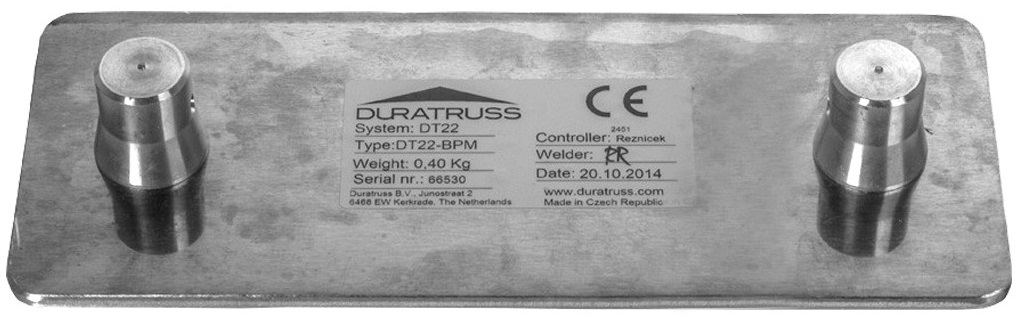 DURATRUSS
System: DT22
Type:DT22-BPM
Weight: 0,40 Kg
Serial nr.: 66530
Duratruss B.V., Junostraat 2
6468 EW Kerkrade, The Netherlands
CE
2451
Controller: Reznicek
Welder: RR
Date: 20.10.2014
www.duratruss.com
Made in Czech Republic